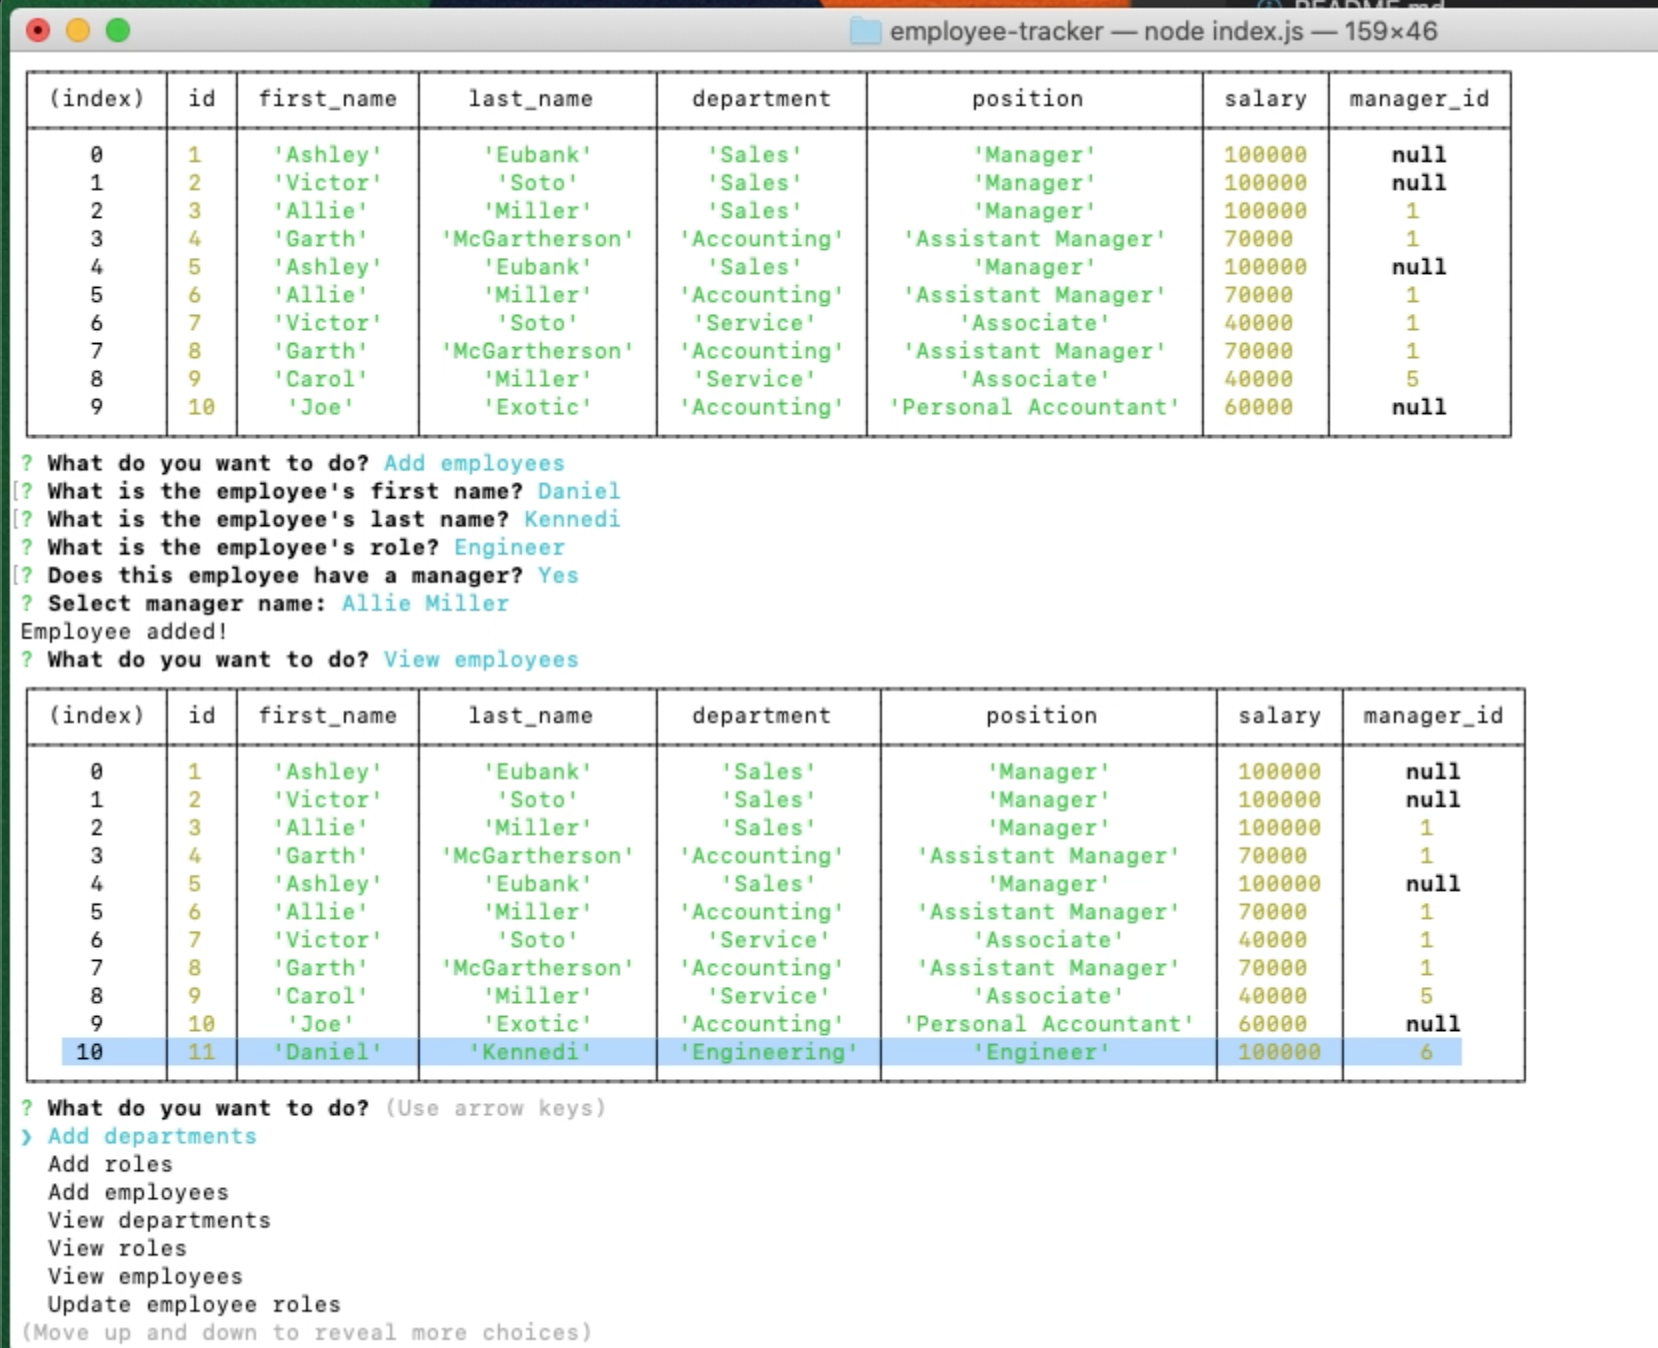 README.md
employee-tracker — node index.js — 159×46
(index) id first_name last_name department position salary manager_id
0 1 'Ashley' 'Eubank' 'Sales' 'Manager' 100000 null
1 2 'Victor' 'Soto' 'Sales' 'Manager' 100000 null
2 3 'Allie' 'Miller' 'Sales' 'Manager' 100000 1
3 4 'Garth' 'McGartherson' 'Accounting' 'Assistant Manager' 70000 1
4 5 'Ashley' 'Eubank' 'Sales' 'Manager' 100000 null
5 6 'Allie' 'Miller' 'Accounting' 'Assistant Manager' 70000 1
6 7 'Victor' 'Soto' 'Service' 'Associate' 40000 1
7 8 'Garth' 'McGartherson' 'Accounting' 'Assistant Manager' 70000 1
8 9 'Carol' 'Miller' 'Service' 'Associate' 40000 5
9 10 'Joe' 'Exotic' 'Accounting' 'Personal Accountant' 60000 null
? What do you want to do? Add employees
[? What is the employee's first name? Daniel
[? What is the employee's last name? Kennedi
? What is the employee's role? Engineer
[? Does this employee have a manager? Yes
? Select manager name: Allie Miller
Employee added!
? What do you want to do? View employees
(index) id first_name last_name department position salary manager_id
0 1 'Ashley' 'Eubank' 'Sales' 'Manager' 100000 null
1 2 'Victor' 'Soto' 'Sales' 'Manager' 100000 null
2 3 'Allie' 'Miller' 'Sales' 'Manager' 100000 1
3 4 'Garth' 'McGartherson' 'Accounting' 'Assistant Manager' 70000 1
4 5 'Ashley' 'Eubank' 'Sales' 'Manager' 100000 null
5 6 'Allie' 'Miller' 'Accounting' 'Assistant Manager' 70000 1
6 7 'Victor' 'Soto' 'Service' 'Associate' 40000 1
7 8 'Garth' 'McGartherson' 'Accounting' 'Assistant Manager' 70000 1
8 9 'Carol' 'Miller' 'Service' 'Associate' 40000 5
9 10 'Joe' 'Exotic' 'Accounting' 'Personal Accountant' 60000 null
10 11 'Daniel' 'Kennedi' 'Engineering' 'Engineer' 100000 6
? What do you want to do? (Use arrow keys)
❯ Add departments
Add roles
Add employees
View departments
View roles
View employees
Update employee roles
(Move up and down to reveal more choices)